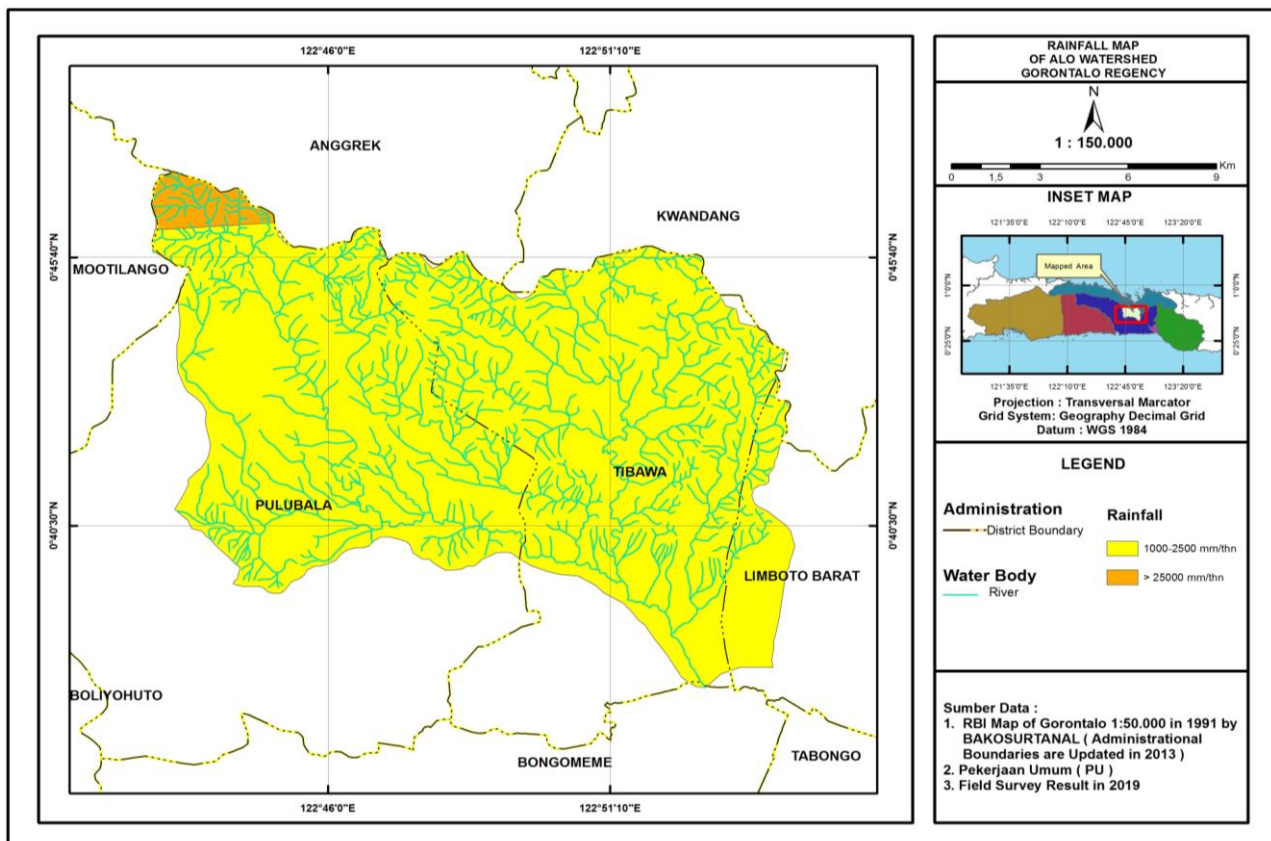 122°46'0"E
122°51'10"E
ANGGREK
KWANDANG
0°45'40"N
0°45'40"N
MOOTILANGO
TIBAWA
PULUBALA
0°40'30"N
0°40'30"N
LIMBOTO BARAT
BOLIYOHUTO
BONGOMEME
TABONGO
122°46'0"E
122°51'10"E
RAINFALL MAP
OF ALO WATERSHED
GORONTALO REGENCY
N
1 : 150.000
Km
0 1,5 3 6 9
INSET MAP
121°35'0"E 122°10'0"E 122°45'0"E 123°20'0"E
Mapped Area
1°0'0"N
1°0'0"N
0°25'0"N
0°25'0"N
121°35'0"E 122°10'0"E 122°45'0"E 123°20'0"E
Projection : Transversal Marcator
Grid System: Geography Decimal Grid
Datum : WGS 1984
LEGEND
Administration
District Boundary
Water Body
River
Rainfall
1000-2500 mm/thn
> 25000 mm/thn
Sumber Data :
1. RBI Map of Gorontalo 1:50.000 in 1991 by
BAKOSURTANAL ( Administrational
Boundaries are Updated in 2013 )
2. Pekerjaan Umum ( PU )
3. Field Survey Result in 2019